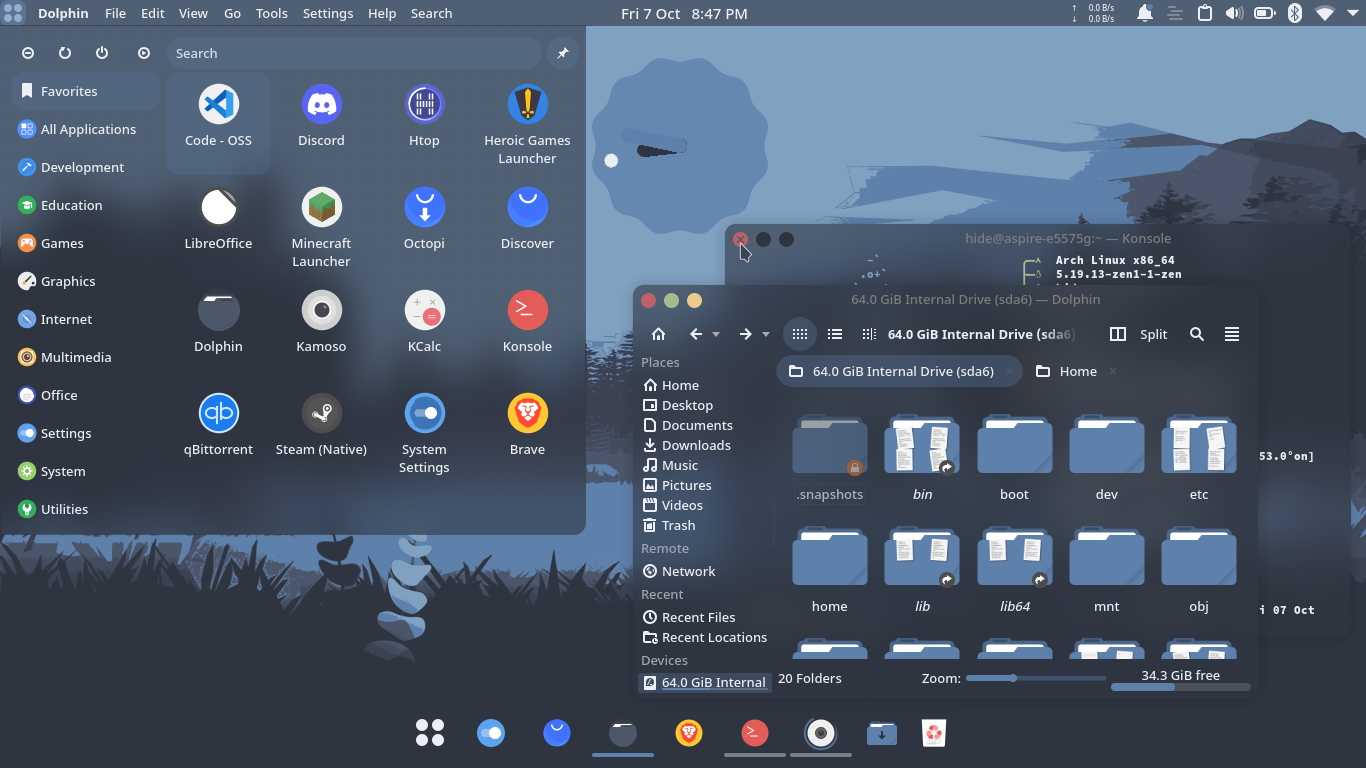 Dolphin File Edit View Go Tools Settings Help Search
Fri 7 Oct 8:47 PM
↑ 0.0 B/s
↓ 0.0 B/s
Search
Favorites
All Applications
Development
Education
Games
Graphics
Internet
Multimedia
Office
Settings
System
Utilities
Code - OSS
Discord
Htop
Heroic Games
Launcher
LibreOffice
Minecraft
Launcher
Octopi
Discover
Dolphin
Kamoso
KCalc
Konsole
qBittorrent
Steam (Native)
System
Settings
Brave
hide@aspire-e5575g:~ — Konsole
Arch Linux x86_64
5.19.13-zen1-1-zen
53.0°on]
07 Oct
64.0 GiB Internal Drive (sda6) — Dolphin
64.0 GiB Internal Drive (sda6)
Split
64.0 GiB Internal Drive (sda6)
Home
Places
Home
Desktop
Documents
Downloads
Music
Pictures
Videos
Trash
Remote
Network
Recent
Recent Files
Recent Locations
Devices
64.0 GiB Internal
.snapshots
bin
boot
dev
etc
home
lib
lib64
mnt
obj
20 Folders
Zoom:
34.3 GiB free